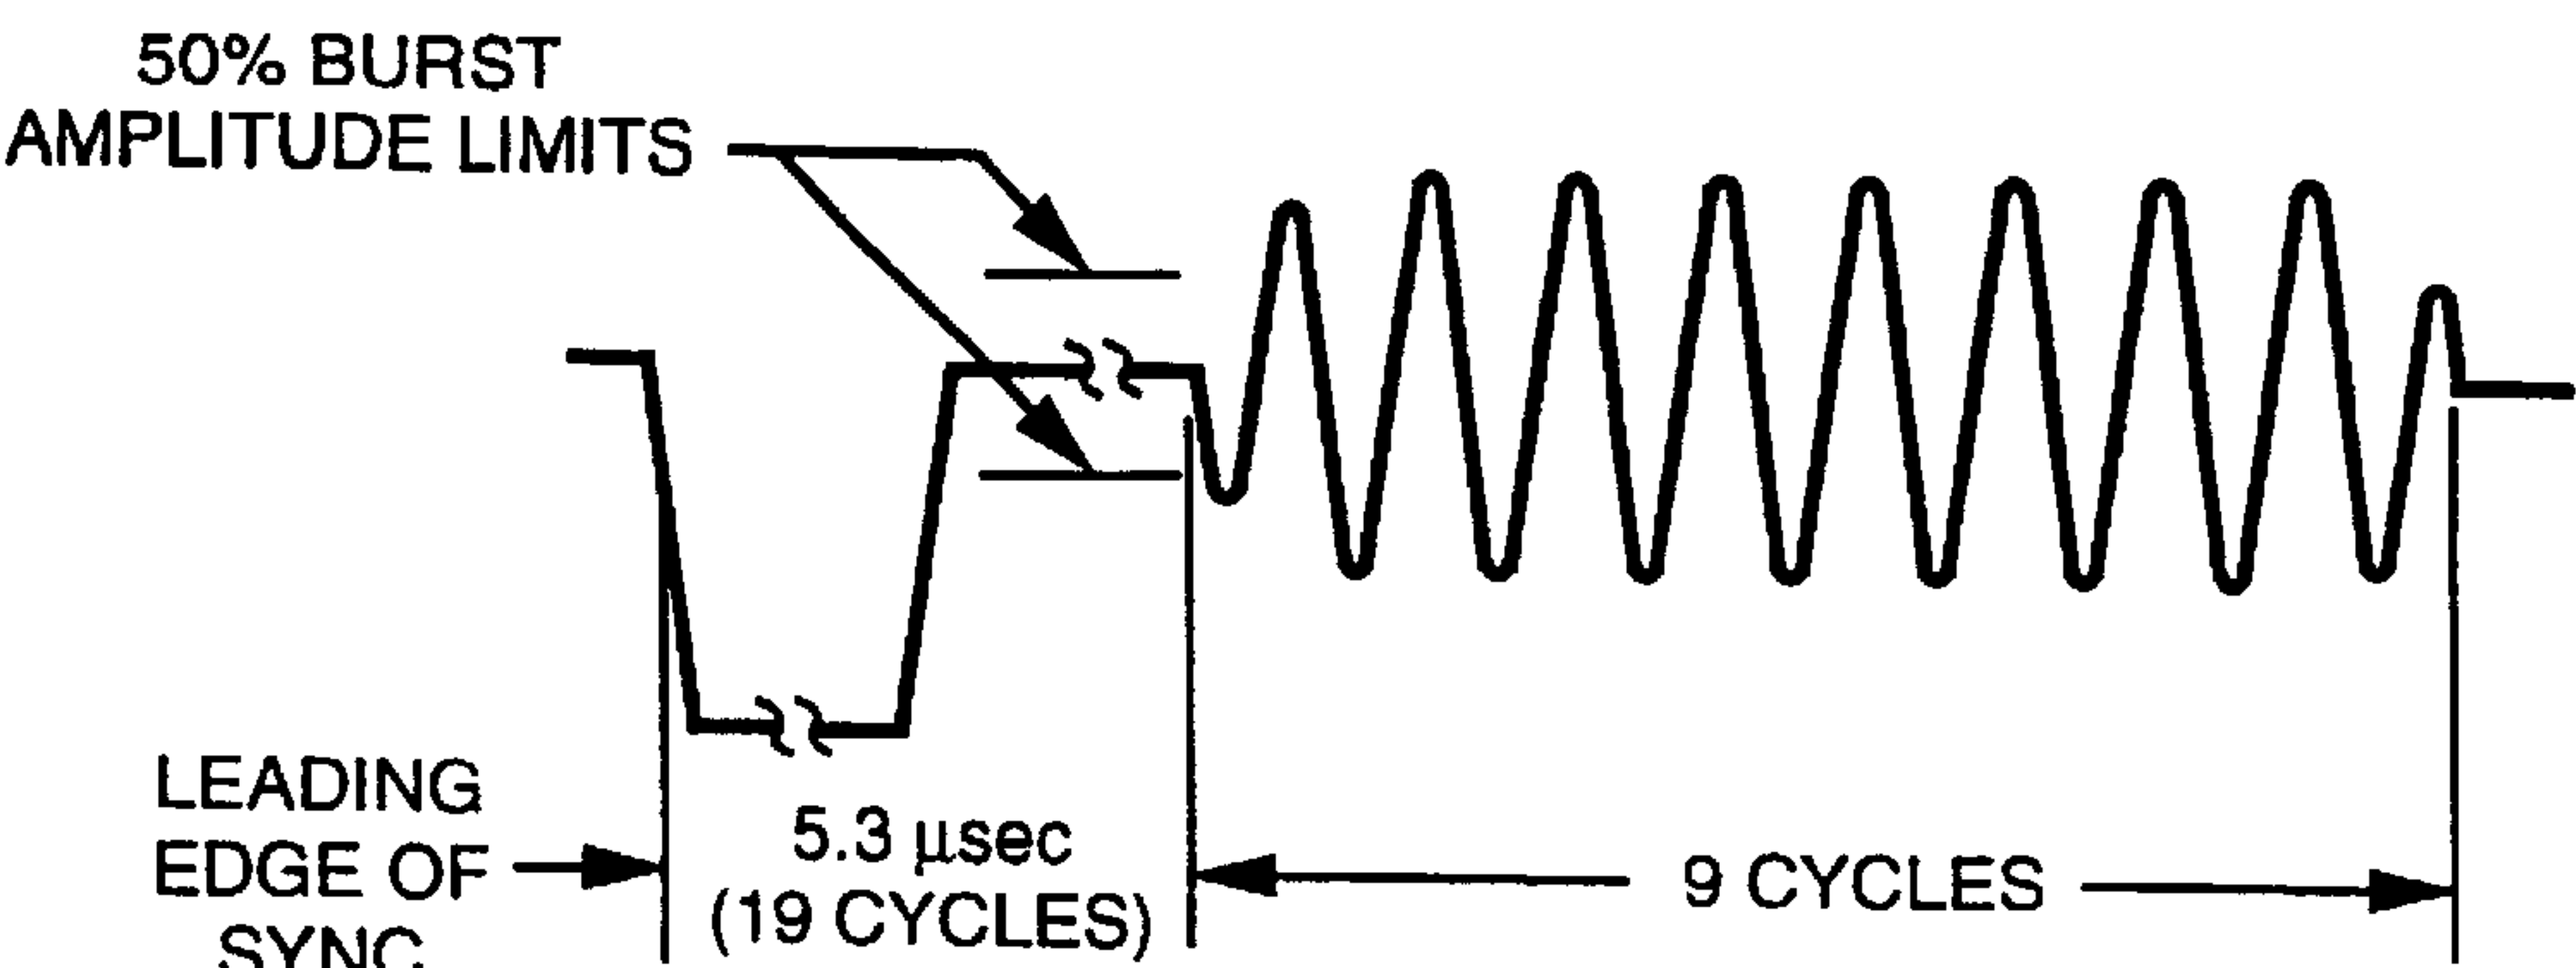 50% BURST
AMPLITUDE LIMITS
LEADING
EDGE OF
SYNC
5.3 μsec
(19 CYCLES)
9 CYCLES